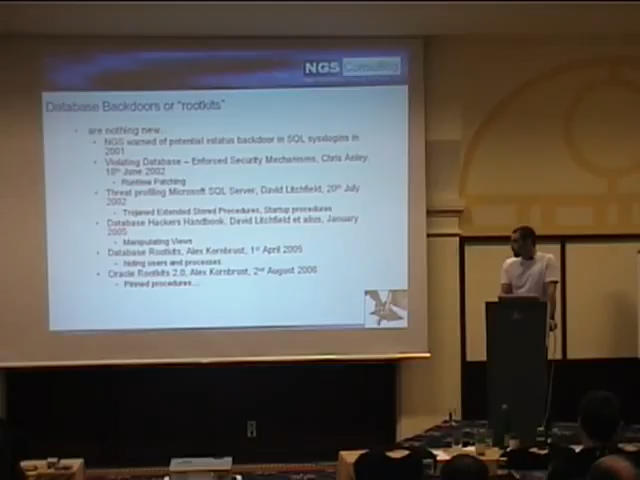 NGS Consulting
Database Backdoors or "rootkits"
are nothing new...
NGS warned of potential xstatus backdoor in SQL syslogins in
2001
Violating Database – Enforced Security Mechanisms, Chris Anley,
18th June 2002
Runtime Patching
Threat profiling Microsoft SQL Server, David Litchfield, 20th July
2002
Trojaned Extended Stored Procedures, Startup procedures
Database Hackers Handbook, David Litchfield et alius, January
2005
Manipulating Views
Database Rootkits, Alex Kornbrust, 1st April 2005
hiding users and processes
Oracle Rootkits 2.0, Alex Kornbrust, 2nd August 2006
Pinned procedures...